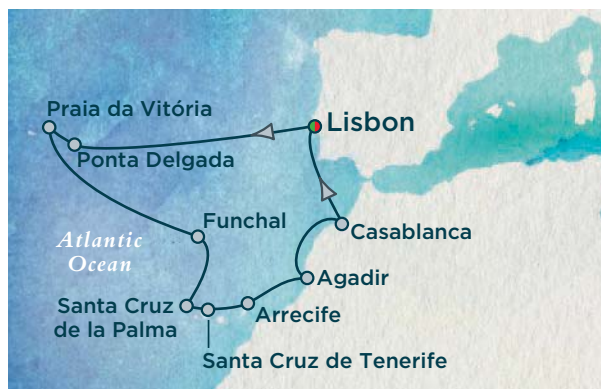 Praia da Vitória
Lisbon
Ponta Delgada
Funchal
Casablanca
Atlantic
Ocean
Agadir
Santa Cruz
de la Palma
Arrecife
Santa Cruz de Tenerife